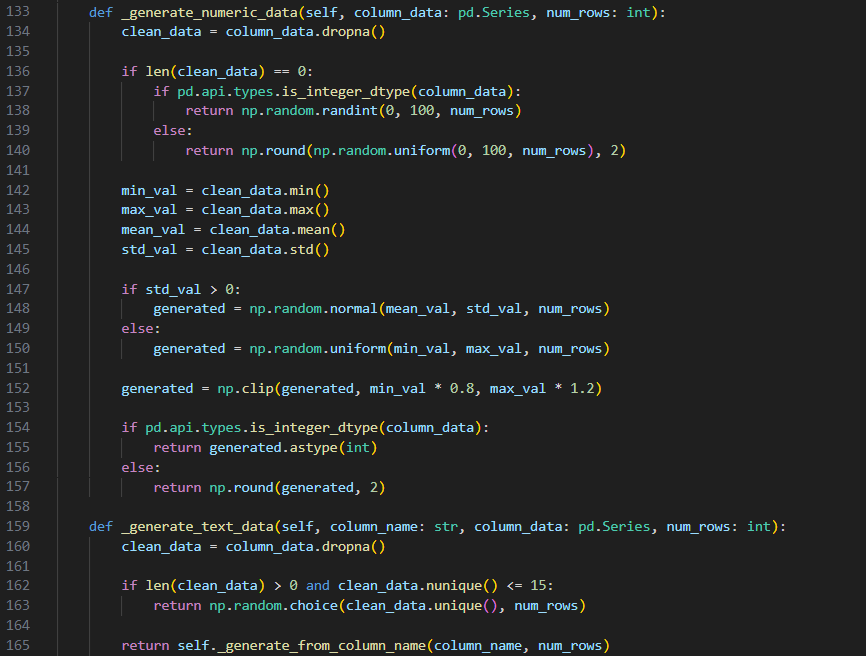 133 def _generate_numeric_data(self, column_data: pd.Series, num_rows: int):
134 clean_data = column_data.dropna()
135
136 if len(clean_data) == 0:
137 if pd.api.types.is_integer_dtype(column_data):
138 return np.random.randint(0, 100, num_rows)
139 else:
140 return np.round(np.random.uniform(0, 100, num_rows), 2)
141
142 min_val = clean_data.min()
143 max_val = clean_data.max()
144 mean_val = clean_data.mean()
145 std_val = clean_data.std()
146
147 if std_val > 0:
148 generated = np.random.normal(mean_val, std_val, num_rows)
149 else:
150 generated = np.random.uniform(min_val, max_val, num_rows)
151
152 generated = np.clip(generated, min_val * 0.8, max_val * 1.2)
153
154 if pd.api.types.is_integer_dtype(column_data):
155 return generated.astype(int)
156 else:
157 return np.round(generated, 2)
158
159 def _generate_text_data(self, column_name: str, column_data: pd.Series, num_rows: int):
160 clean_data = column_data.dropna()
161
162 if len(clean_data) > 0 and clean_data.nunique() <= 15:
163 return np.random.choice(clean_data.unique(), num_rows)
164
165 return self._generate_from_column_name(column_name, num_rows)